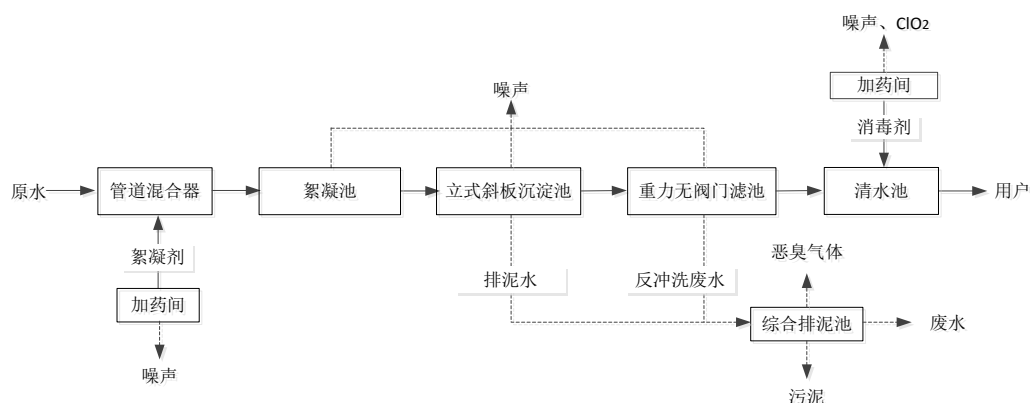 噪声、ClO2
加药间
消毒剂
噪声
原水
管道混合器
絮凝池
立式斜板沉淀池
重力无阀门滤池
清水池
用户
絮凝剂
加药间
噪声
排泥水
反冲洗废水
恶臭气体
综合排泥池
废水
污泥